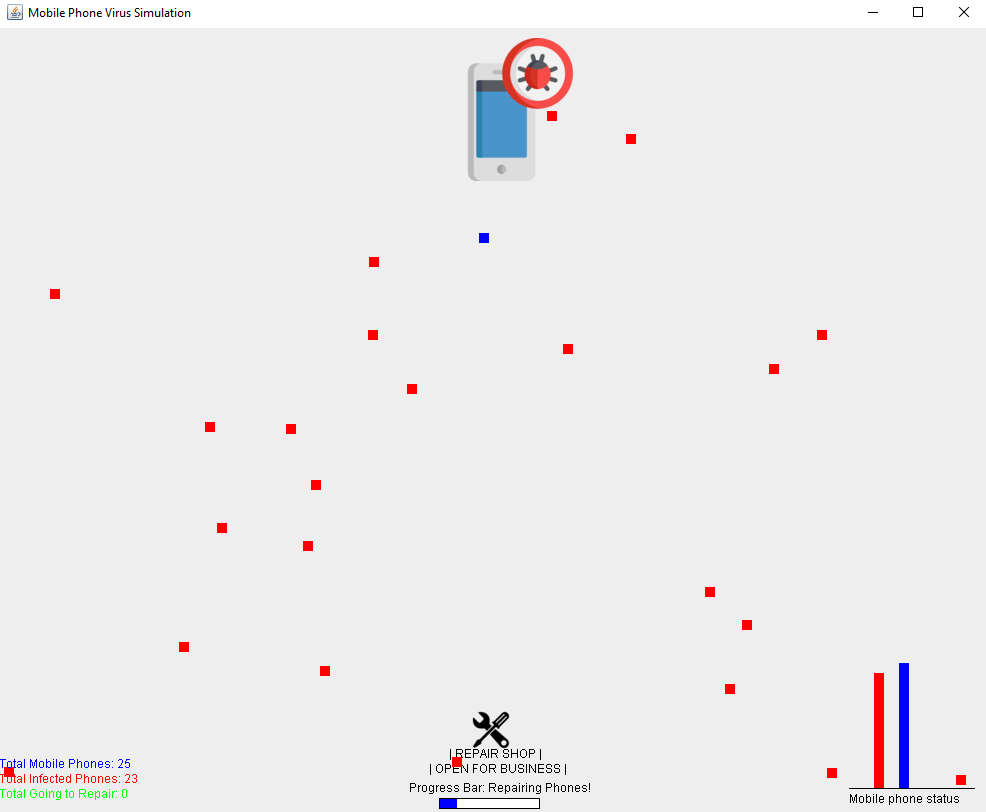 Mobile Phone Virus Simulation
| REPAIR SHOP |
| OPEN FOR BUSINESS |
Progress Bar: Repairing Phones!
Total Mobile Phones: 25
Total Infected Phones: 23
Total Going to Repair: 0
Mobile phone status